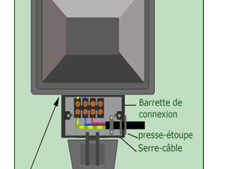 Barrette de
connexion
presse-étoupe
Serre-câble